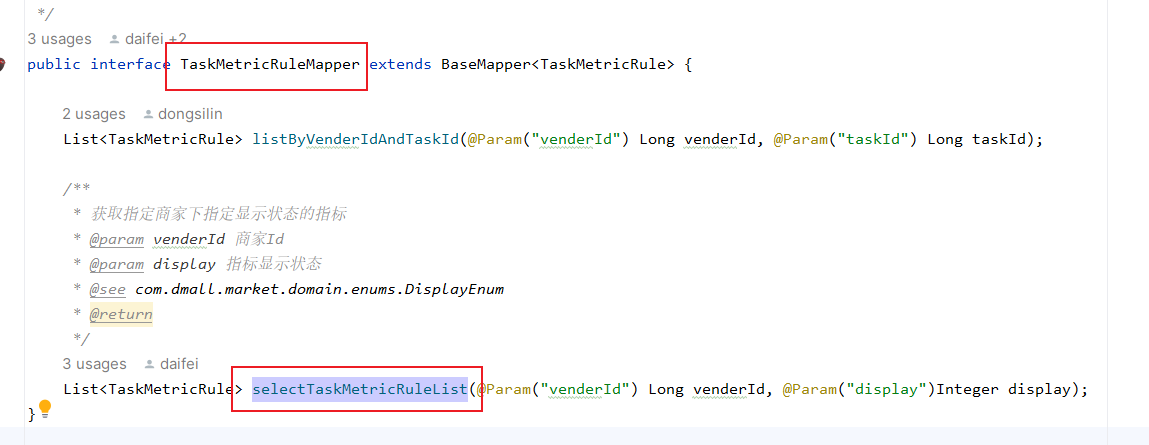 */
3 usages daifei +2
public interface TaskMetricRuleMapper extends BaseMapper<TaskMetricRule> {
2 usages dongsilin
List<TaskMetricRule> listByVenderIdAndTaskId(@Param("venderId") Long venderId, @Param("taskId") Long taskId);
/**
* 获取指定商家下指定显示状态的指标
* @param venderId 商家Id
* @param display 指标显示状态
* @see com.dmall.market.domain.enums.DisplayEnum
* @return
*/
3 usages daifei
List<TaskMetricRule> selectTaskMetricRuleList(@Param("venderId") Long venderId, @Param("display")Integer display);
}